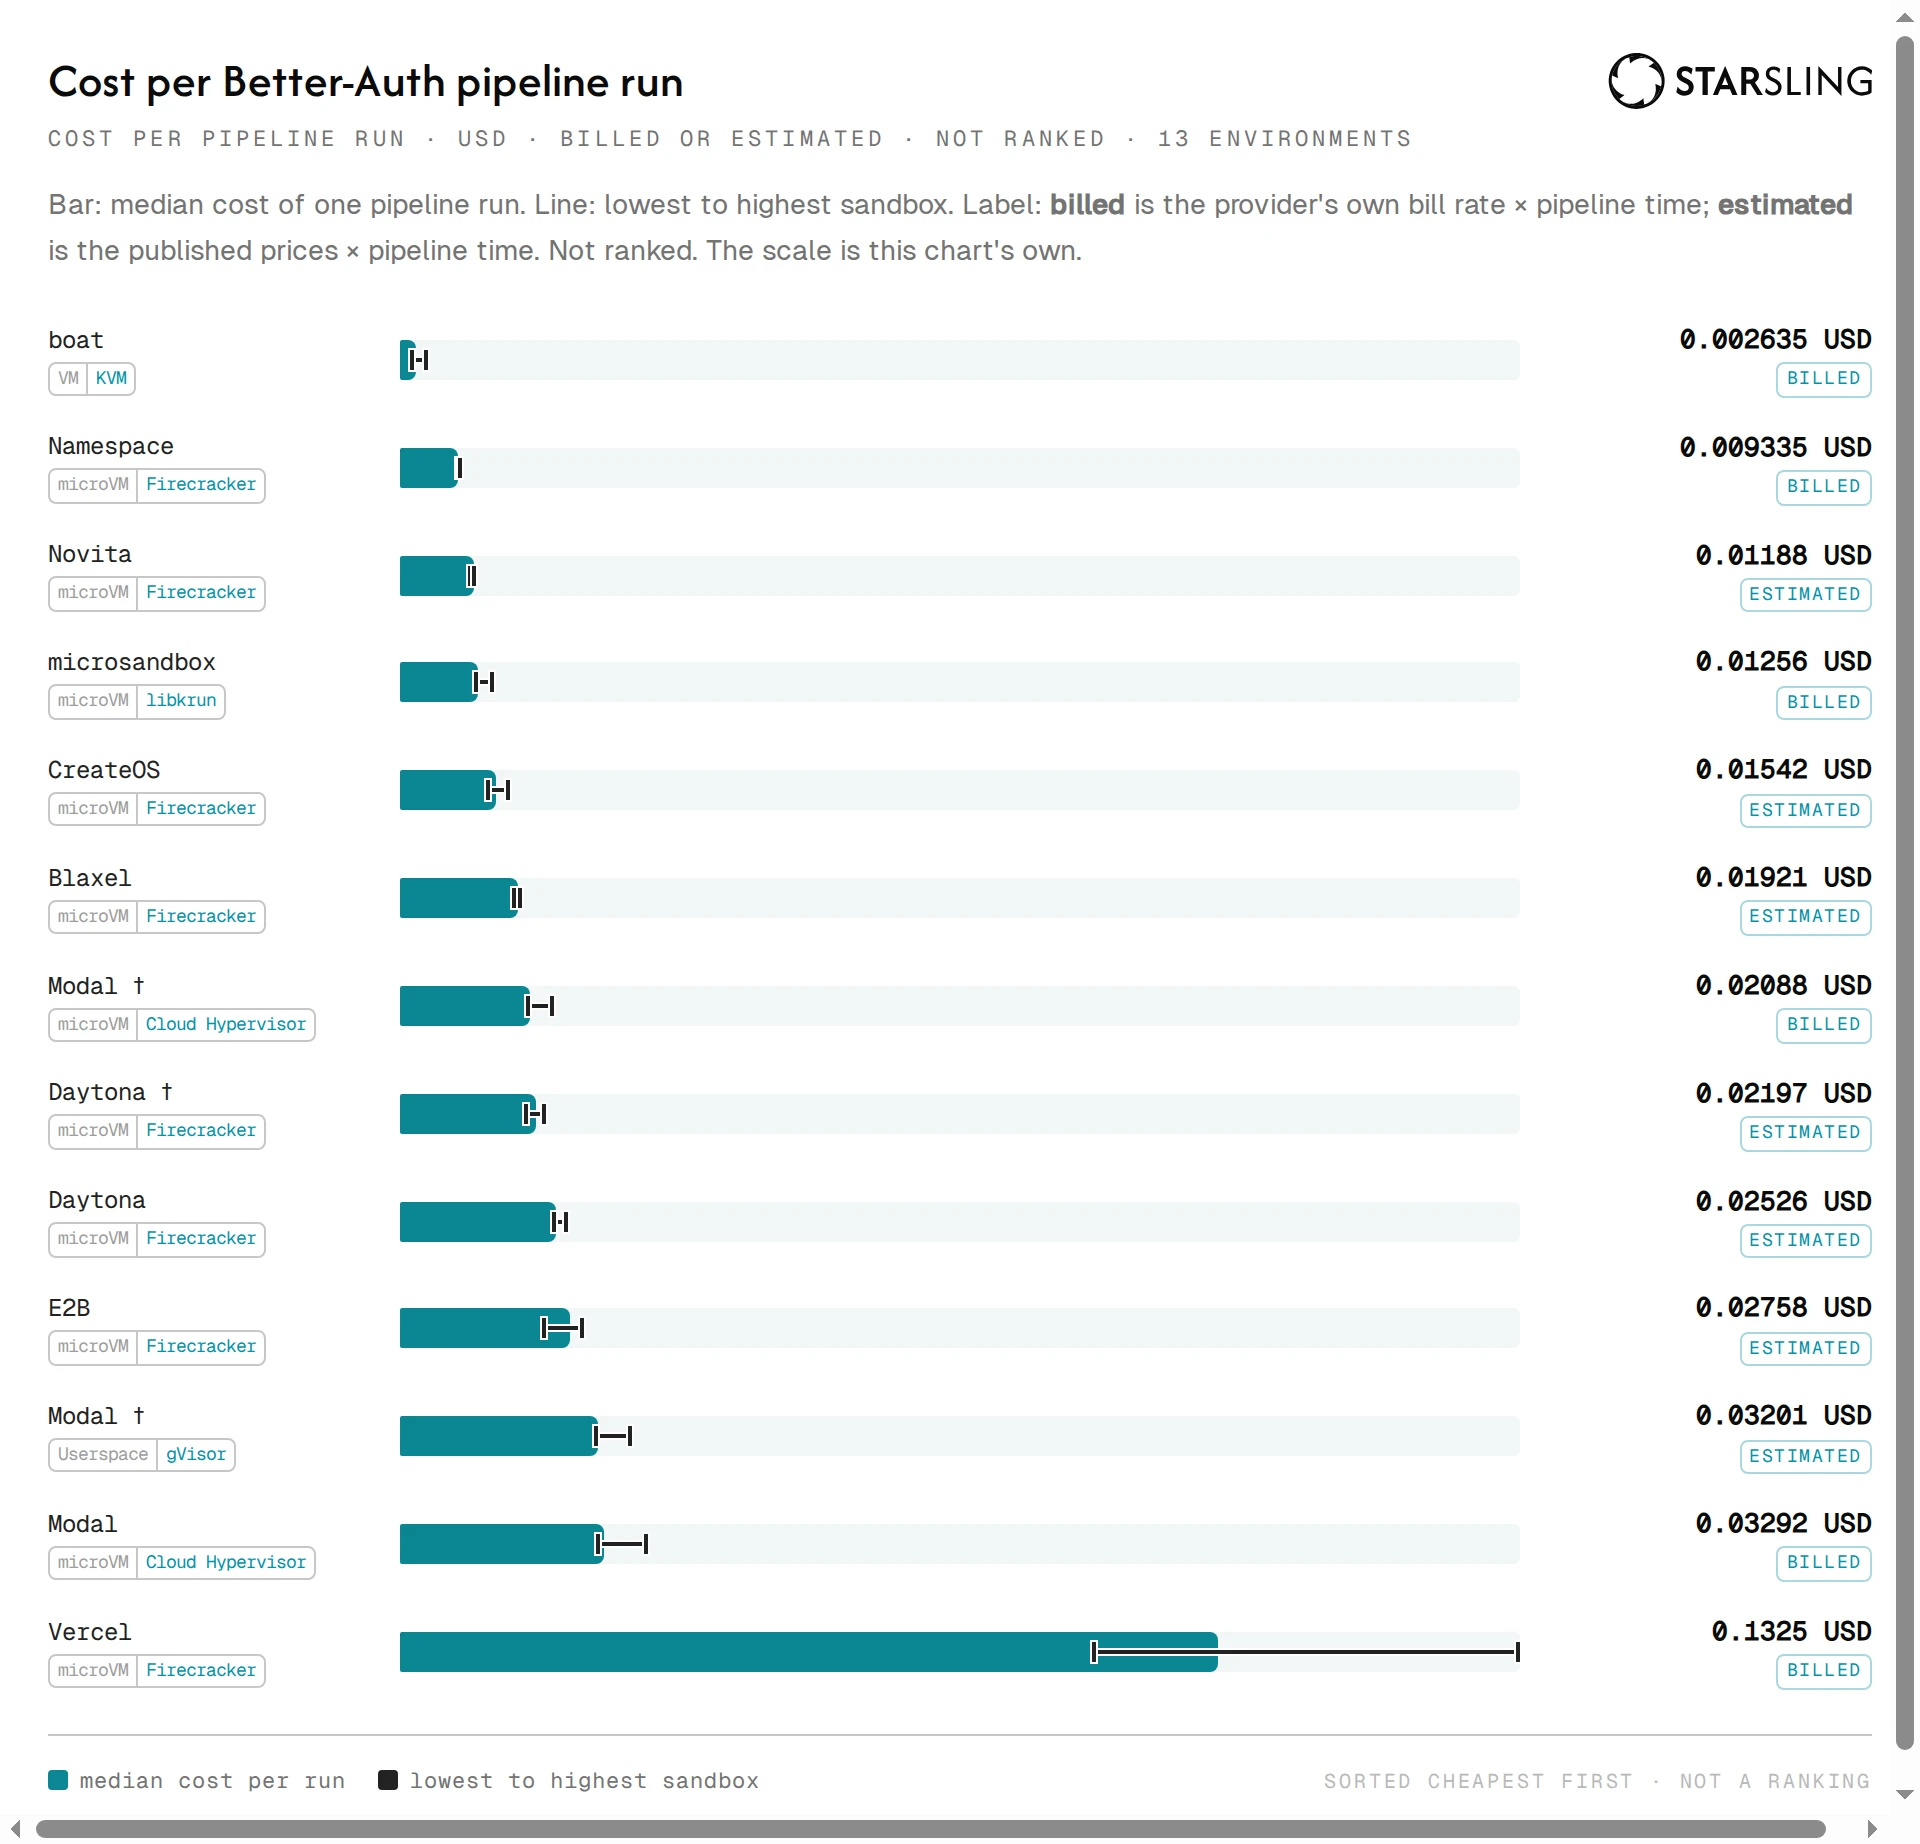 Cost per Better-Auth pipeline run
STARSLING
COST PER PIPELINE RUN · USD · BILLED OR ESTIMATED · NOT RANKED · 13 ENVIRONMENTS
Bar: median cost of one pipeline run. Line: lowest to highest sandbox. Label: billed is the provider's own bill rate × pipeline time; estimated
is the published prices × pipeline time. Not ranked. The scale is this chart's own.
boat
0.002635 USD
VM KVM
BILLED
Namespace
0.009335 USD
microVM Firecracker
BILLED
Novita
0.01188 USD
microVM Firecracker
ESTIMATED
microsandbox
0.01256 USD
microVM libkrun
BILLED
CreateOS
0.01542 USD
microVM Firecracker
ESTIMATED
Blaxel
0.01921 USD
microVM Firecracker
ESTIMATED
Modal †
0.02088 USD
microVM Cloud Hypervisor
BILLED
Daytona †
0.02197 USD
microVM Firecracker
ESTIMATED
Daytona
0.02526 USD
microVM Firecracker
ESTIMATED
E2B
0.02758 USD
microVM Firecracker
ESTIMATED
Modal †
0.03201 USD
Userspace gVisor
ESTIMATED
Modal
0.03292 USD
microVM Cloud Hypervisor
BILLED
Vercel
0.1325 USD
microVM Firecracker
BILLED
median cost per run
lowest to highest sandbox
SORTED CHEAPEST FIRST · NOT A RANKING